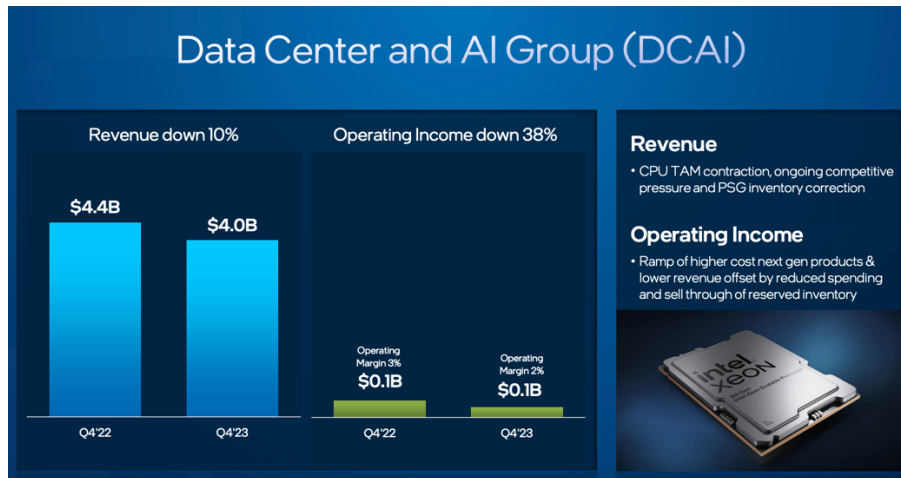 Data Center and AI Group (DCAI)
Revenue down 10%
$4.4B
$4.0B
Q4'22
Q4'23
Operating Income down 38%
Operating
Margin 3%
$0.1B
Operating
Margin 2%
$0.1B
Q4'22
Q4'23
Revenue
• CPU TAM contraction, ongoing competitive
pressure and PSG inventory correction
Operating Income
• Ramp of higher cost next gen products &
lower revenue offset by reduced spending
and sell through of reserved inventory
intel
XEON